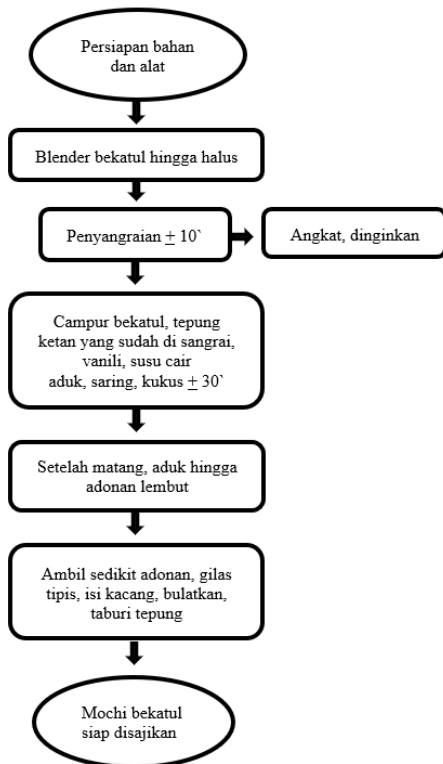 Persiapan bahan
dan alat
Blender bekatul hingga halus
Penyangraian ± 10`
Angkat, dinginkan
Campur bekatul, tepung
ketan yang sudah di sangrai,
vanili, susu cair
aduk, saring, kukus ± 30`
Setelah matang, aduk hingga
adonan lembut
Ambil sedikit adonan, gilas
tipis, isi kacang, bulatkan,
taburi tepung
Mochi bekatul
siap disajikan